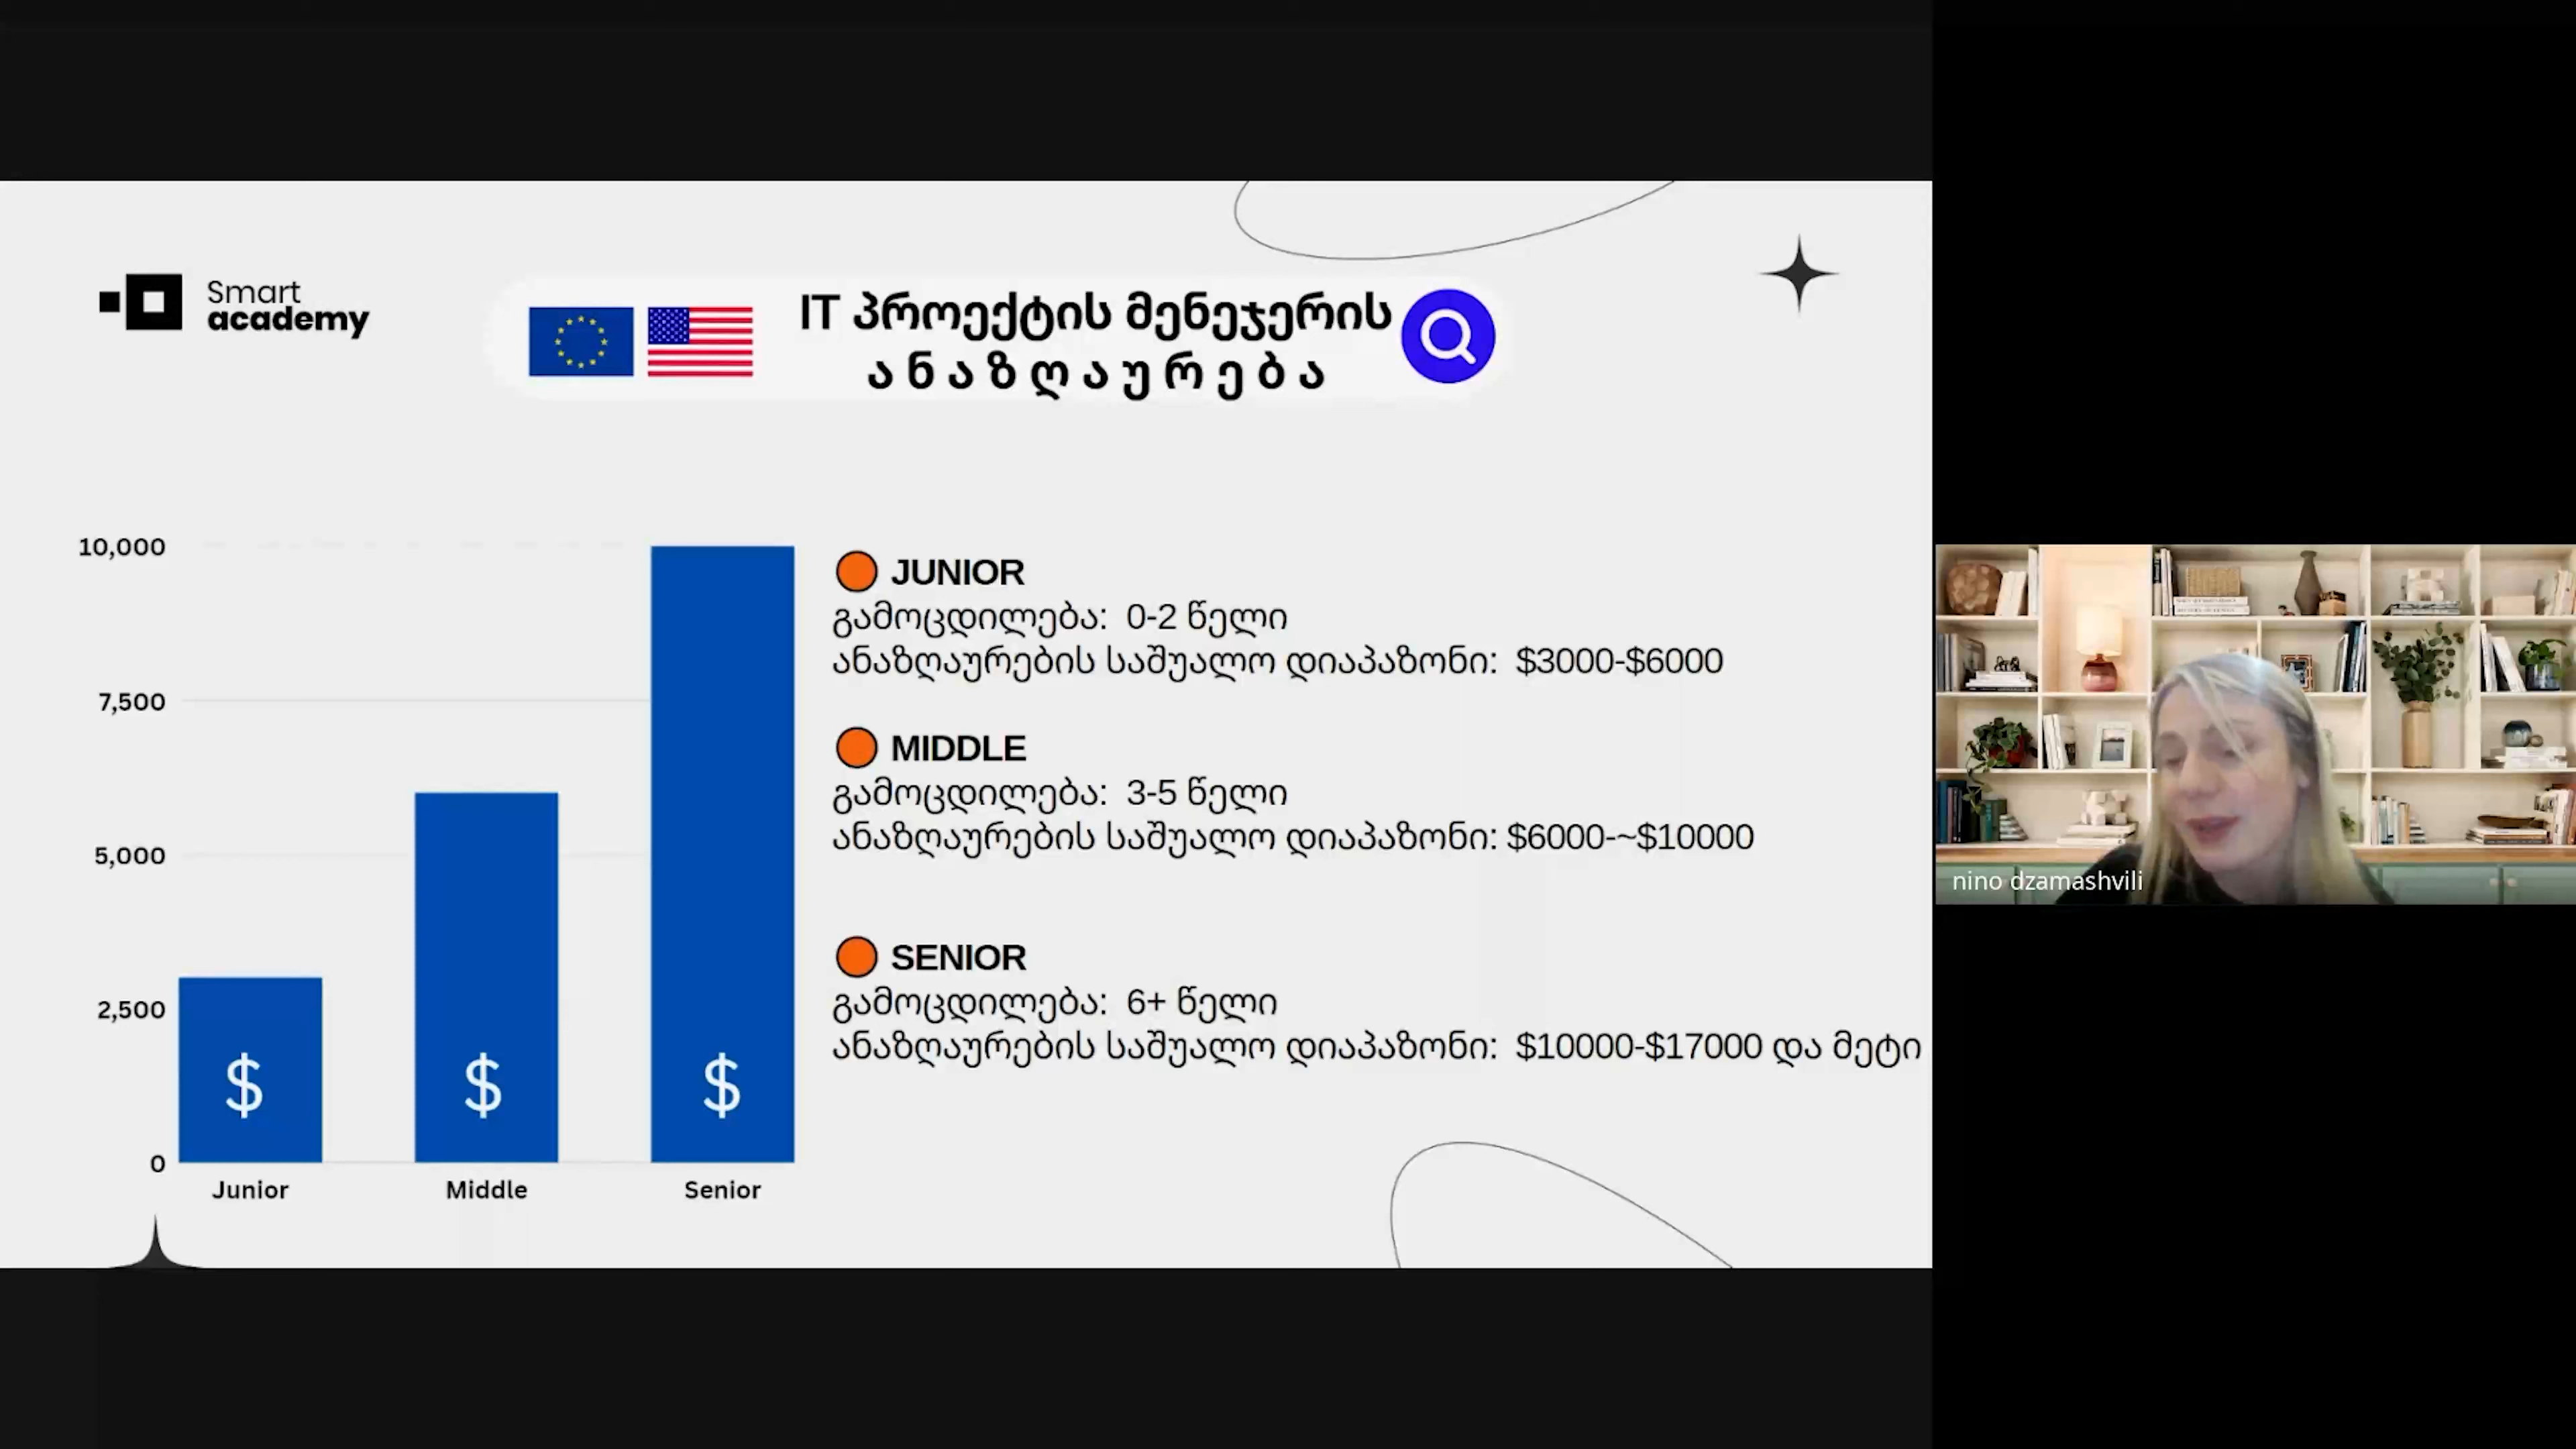 Smart
academy
IT პროექტის მენეჯერის
ანაზღაურება
10,000
7,500
5,000
2,500
0
$ $ $
Junior Middle Senior
JUNIOR
გამოცდილება: 0-2 წელი
ანაზღაურების საშუალო დიაპაზონი: $3000-$6000
MIDDLE
გამოცდილება: 3-5 წელი
ანაზღაურების საშუალო დიაპაზონი: $6000-~$10000
SENIOR
გამოცდილება: 6+ წელი
ანაზღაურების საშუალო დიაპაზონი: $10000-$17000 და მეტი
nino dzamashvili